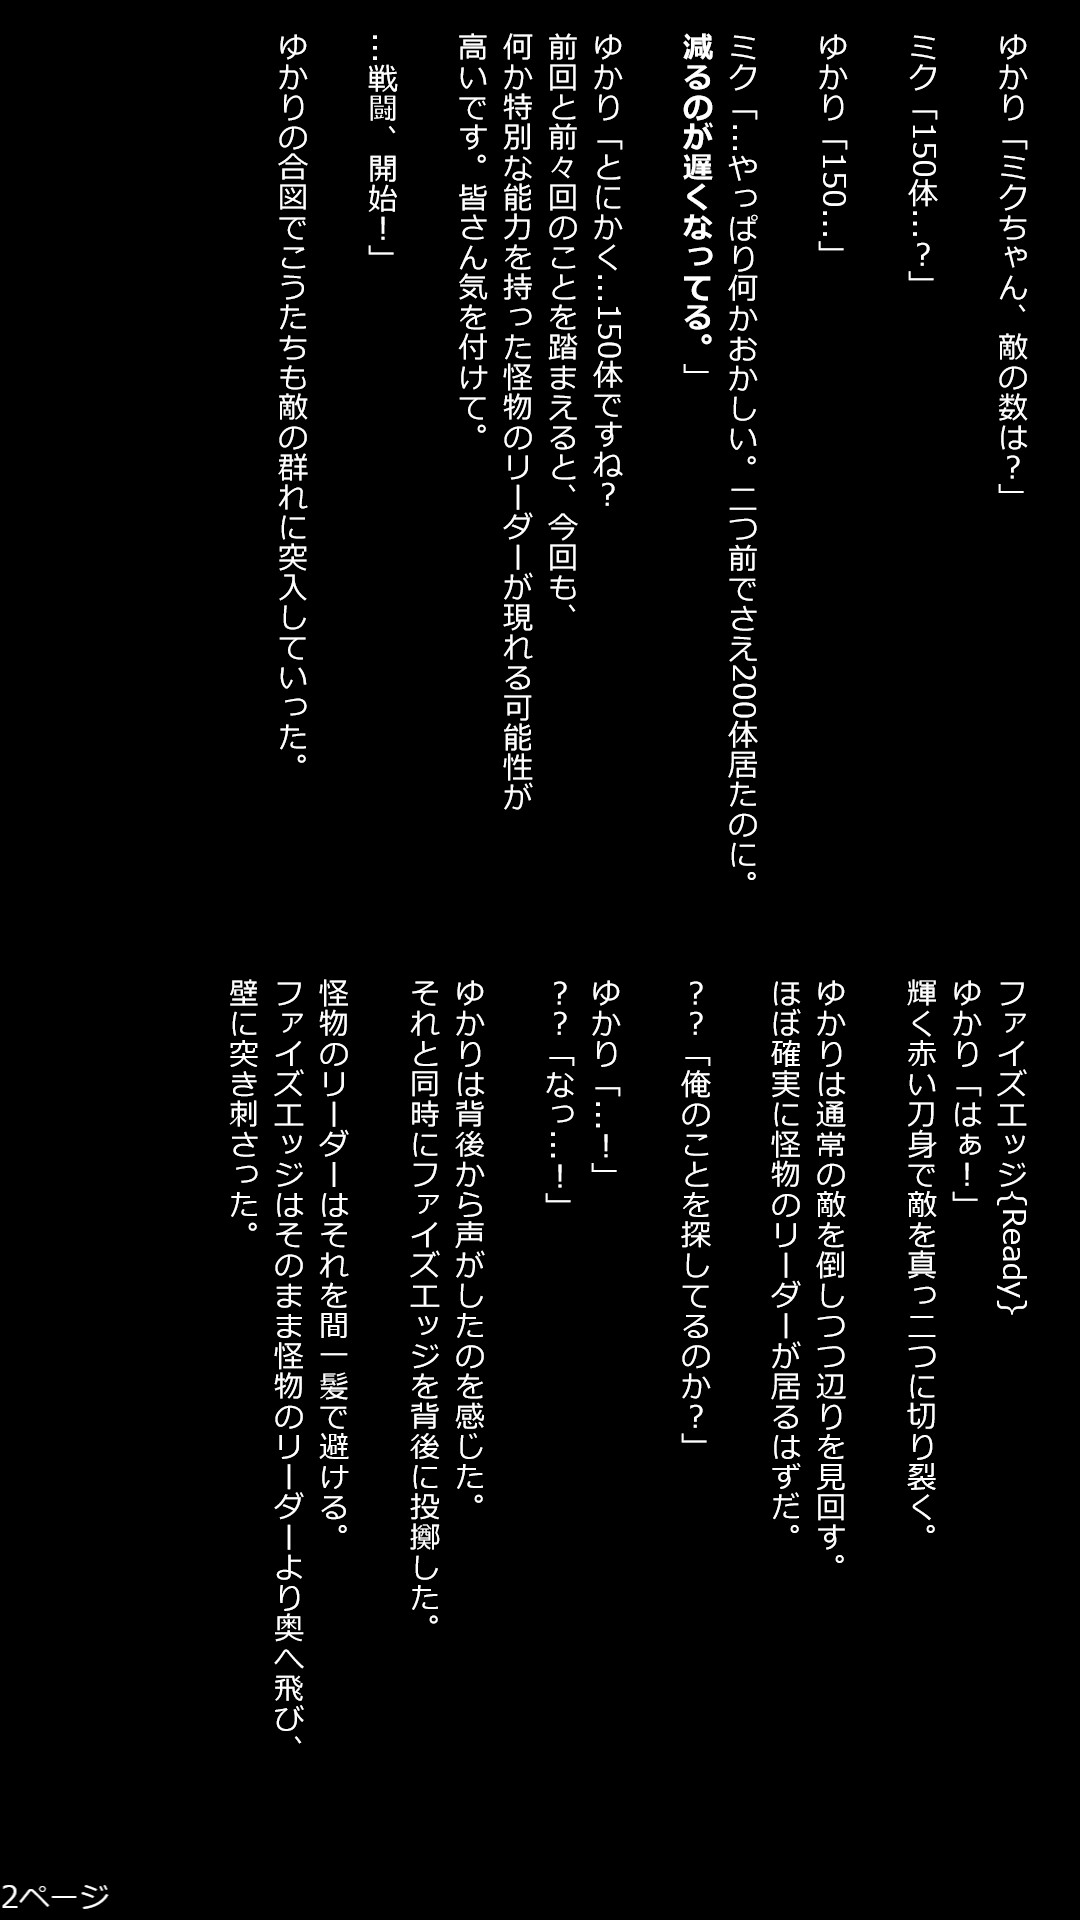 ゆかり「ミクちゃん、敵の数は？」
ミク「150体…？」
ゆかり「150…」
ミク「…やっぱり何かおかしい。二つ前でさえ200体居たのに。
減るのが遅くなってる。」
ゆかり「とにかく…150体ですね？
前回と前々回のことを踏まえると、今回も、
何か特別な能力を持った怪物のリーダーが現れる可能性が
高いです。皆さん気を付けて。
…戦闘、開始！」
ゆかりの合図でこうたちも敵の群れに突入していった。
ファイズエッジ{Ready}
ゆかり「はぁ！」
輝く赤い刀身で敵を真っ二つに切り裂く。
ゆかりは通常の敵を倒しつつ辺りを見回す。
ほぼ確実に怪物のリーダーが居るはずだ。
？？「俺のことを探してるのか？」
ゆかり「…！」
？？「なっ…！」
ゆかりは背後から声がしたのを感じた。
それと同時にファイズエッジを背後に投擲した。
怪物のリーダーはそれを間一髪で避ける。
ファイズエッジはそのまま怪物のリーダーより奥へ飛び、
壁に突き刺さった。
2ページ